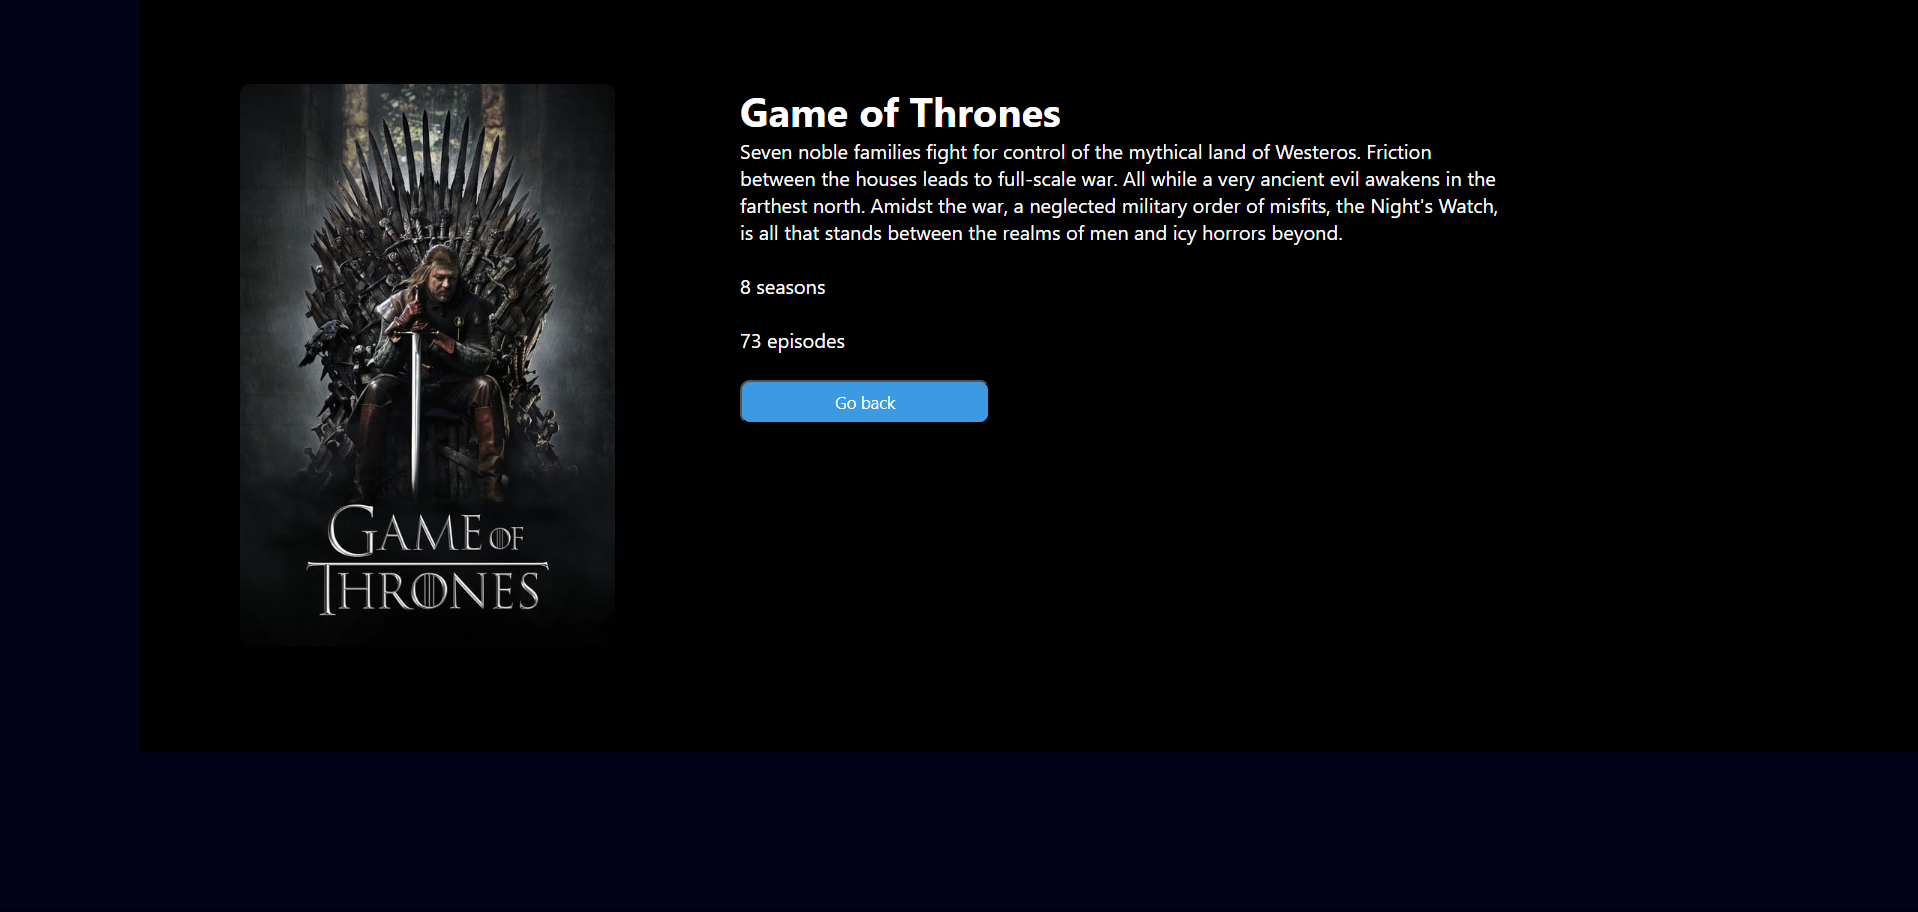 GAME OF
THRONES
Game of Thrones
Seven noble families fight for control of the mythical land of Westeros. Friction
between the houses leads to full-scale war. All while a very ancient evil awakens in the
farthest north. Amidst the war, a neglected military order of misfits, the Night's Watch,
is all that stands between the realms of men and icy horrors beyond.
8 seasons
73 episodes
Go back